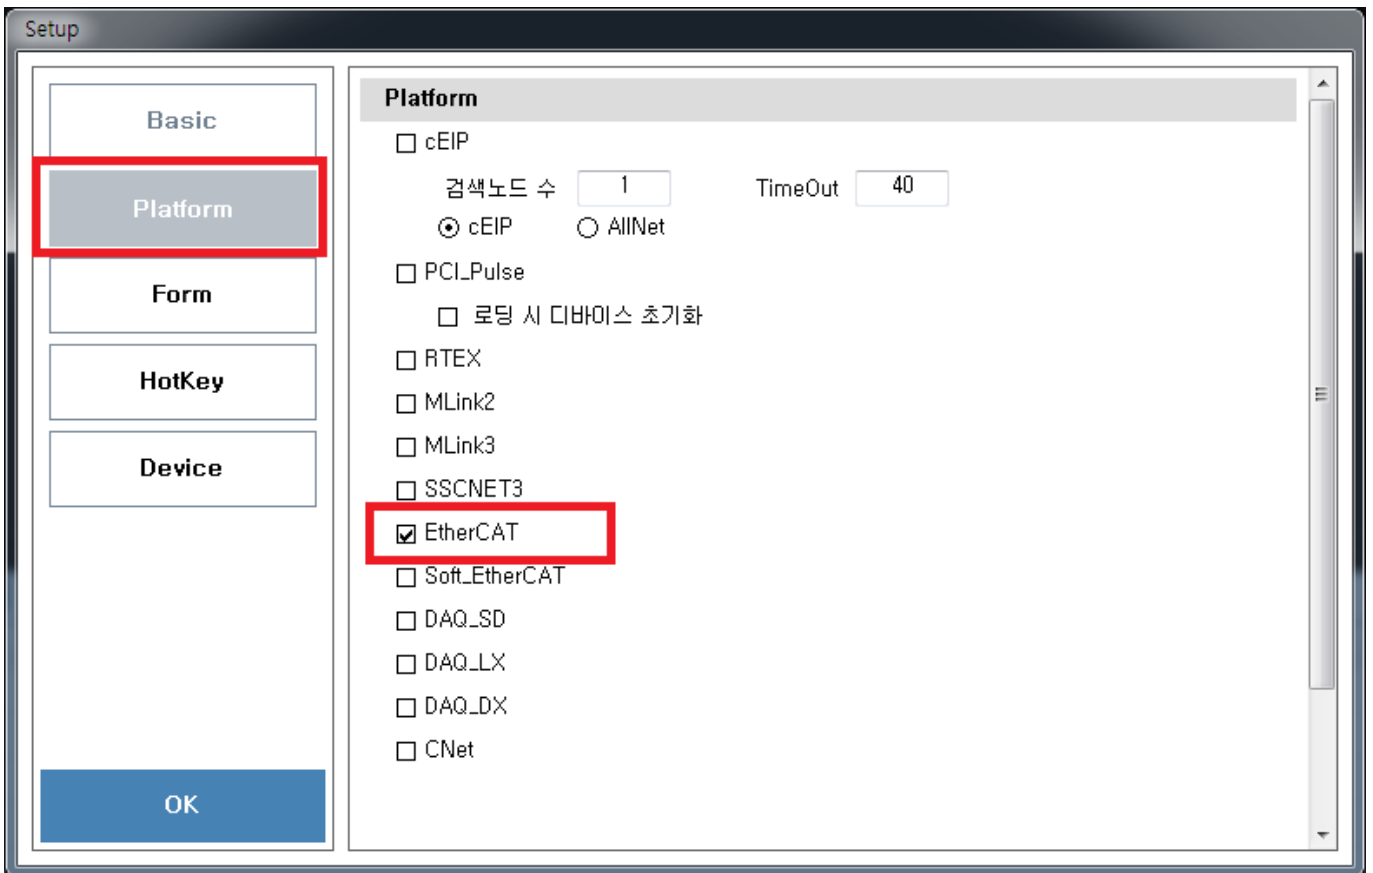 Setup
Basic
Platform
Form
HotKey
Device
OK
Platform
cEIP
검색노드 수 1 TimeOut 40
cEIP AllNet
PCI_Pulse
로딩 시 디바이스 초기화
RTEX
MLink2
MLink3
SSCNET3
EtherCAT
Soft_EtherCAT
DAQ_SD
DAQ_LX
DAQ_DX
CNet